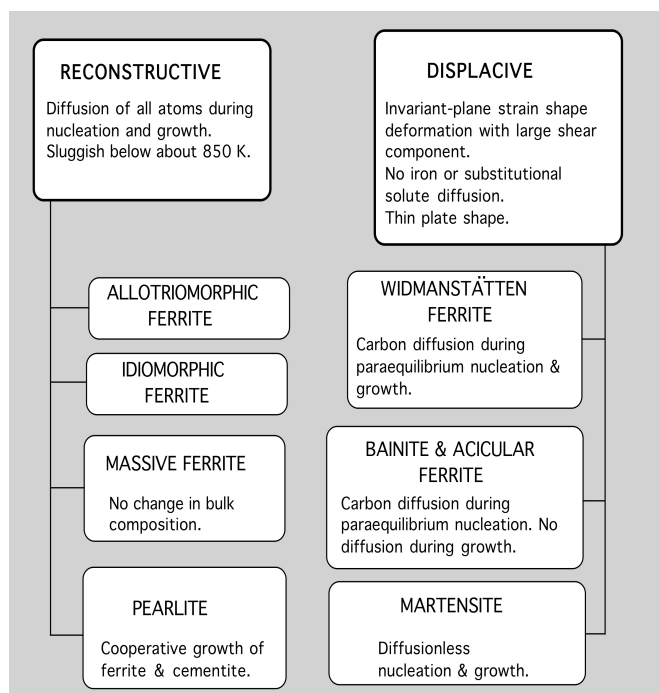 RECONSTRUCTIVE
Diffusion of all atoms during
nucleation and growth.
Sluggish below about 850 K.
ALLOTRIOMORPHIC
FERRITE
IDIOMORPHIC
FERRITE
MASSIVE FERRITE
No change in bulk
composition.
PEARLITE
Cooperative growth of
ferrite & cementite.
DISPLACIVE
Invariant-plane strain shape
deformation with large shear
component.
No iron or substitutional
solute diffusion.
Thin plate shape.
WIDMANSTÄTTEN
FERRITE
Carbon diffusion during
paraequilibrium nucleation &
growth.
BAINITE & ACICULAR
FERRITE
Carbon diffusion during
paraequilibrium nucleation. No
diffusion during growth.
MARTENSITE
Diffusionless
nucleation & growth.